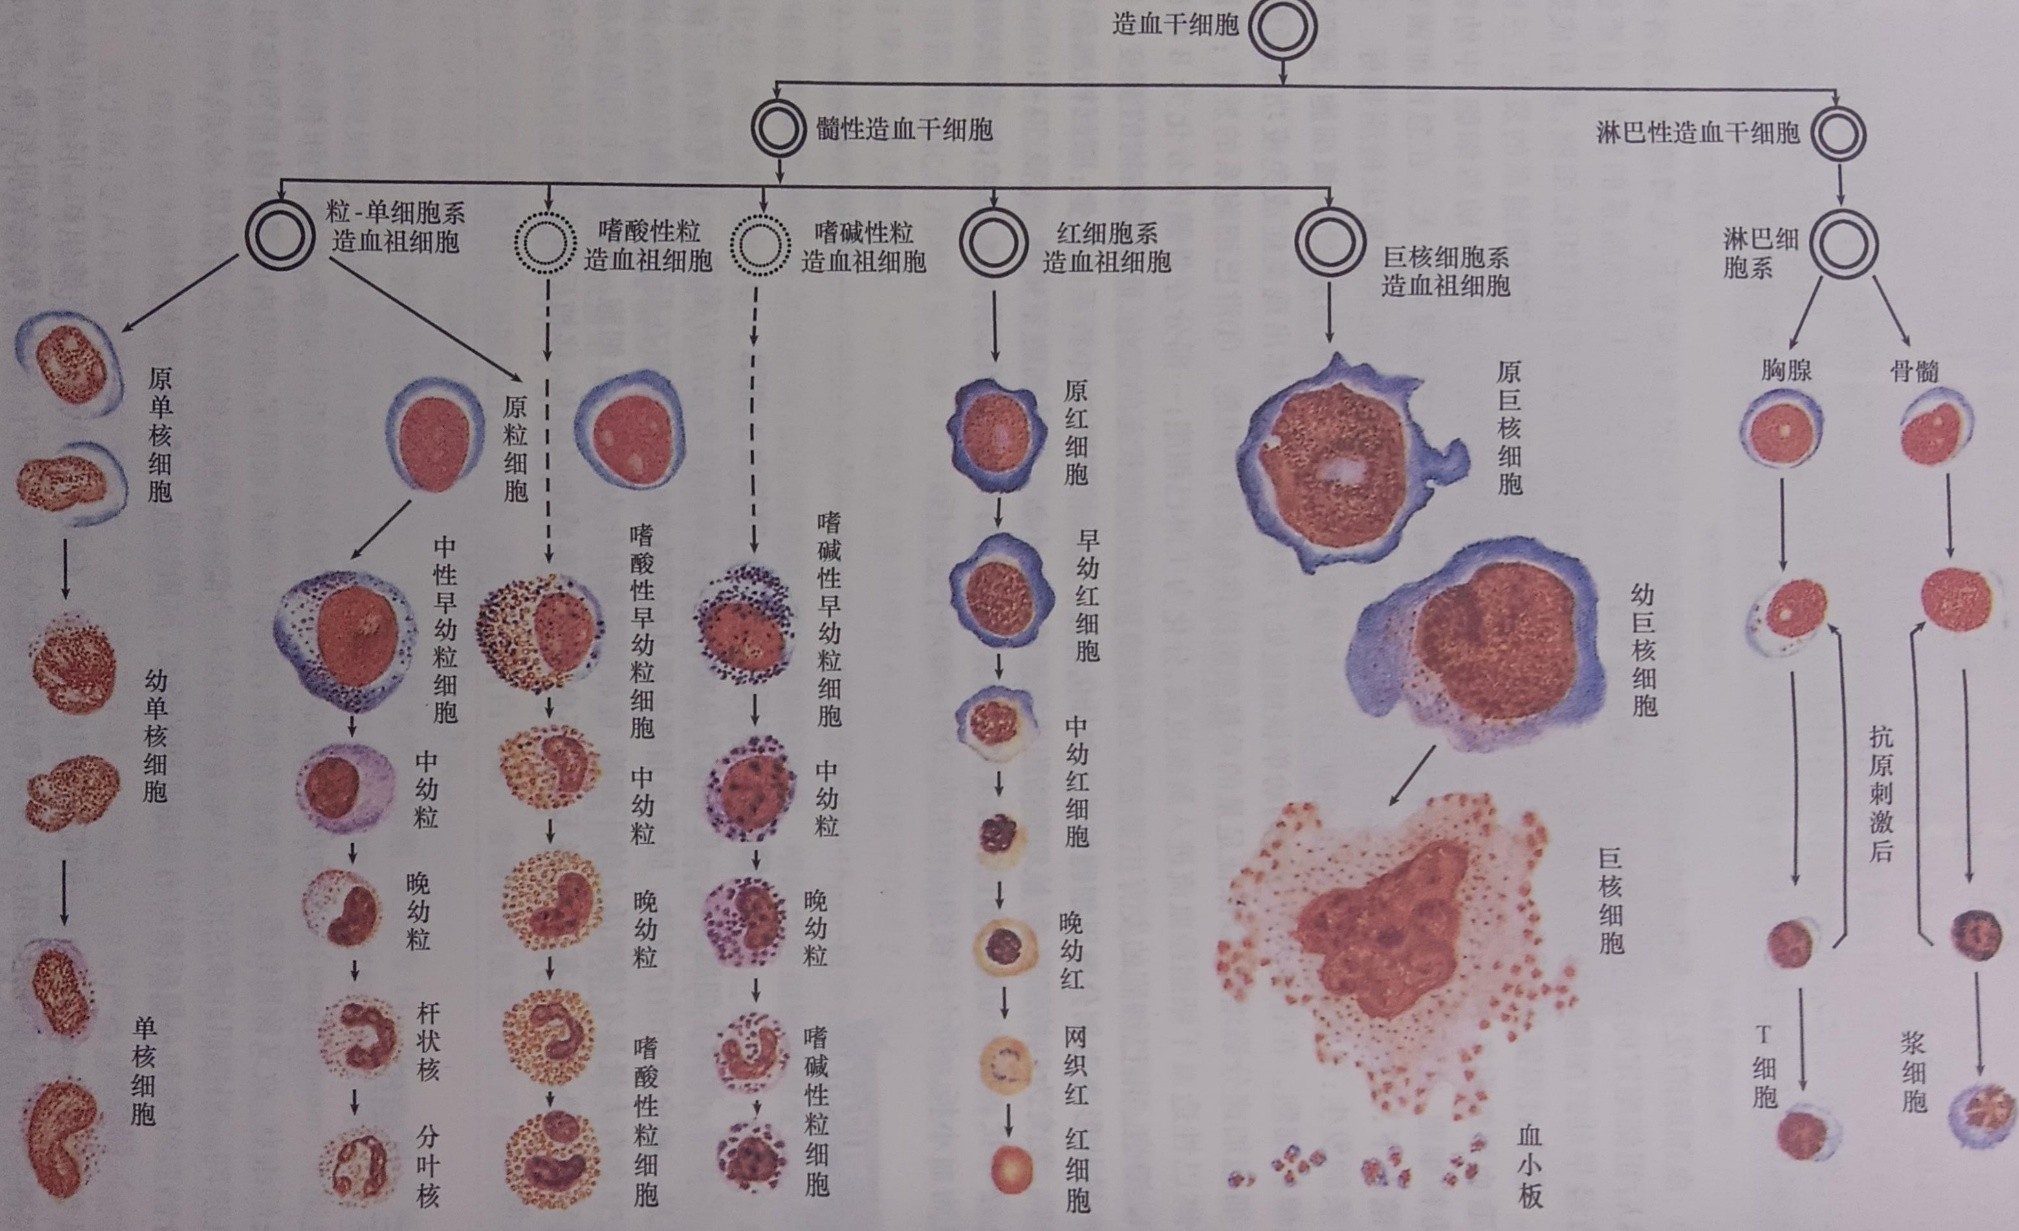 造血干细胞
髓性造血干细胞
淋巴性造血干细胞
粒-单细胞系
造血祖细胞
嗜酸性粒
造血祖细胞
嗜碱性粒
造血祖细胞
红细胞系
造血祖细胞
巨核细胞系
造血祖细胞
淋巴细
胞系
胸腺
骨髓
原单核细胞
幼单核细胞
单核细胞
原粒细胞
中性早幼粒细胞
中幼粒
晚幼粒
杆状核
分叶核
嗜酸性早幼粒细胞
中幼粒
晚幼粒
嗜酸性粒细胞
嗜碱性早幼粒细胞
中幼粒
晚幼粒
嗜碱性粒细胞
原红细胞
早幼红细胞
中幼红细胞
晚幼红
网织红
红细胞
原巨核细胞
幼巨核细胞
巨核细胞
血小板
抗原刺激后
T细胞
浆细胞